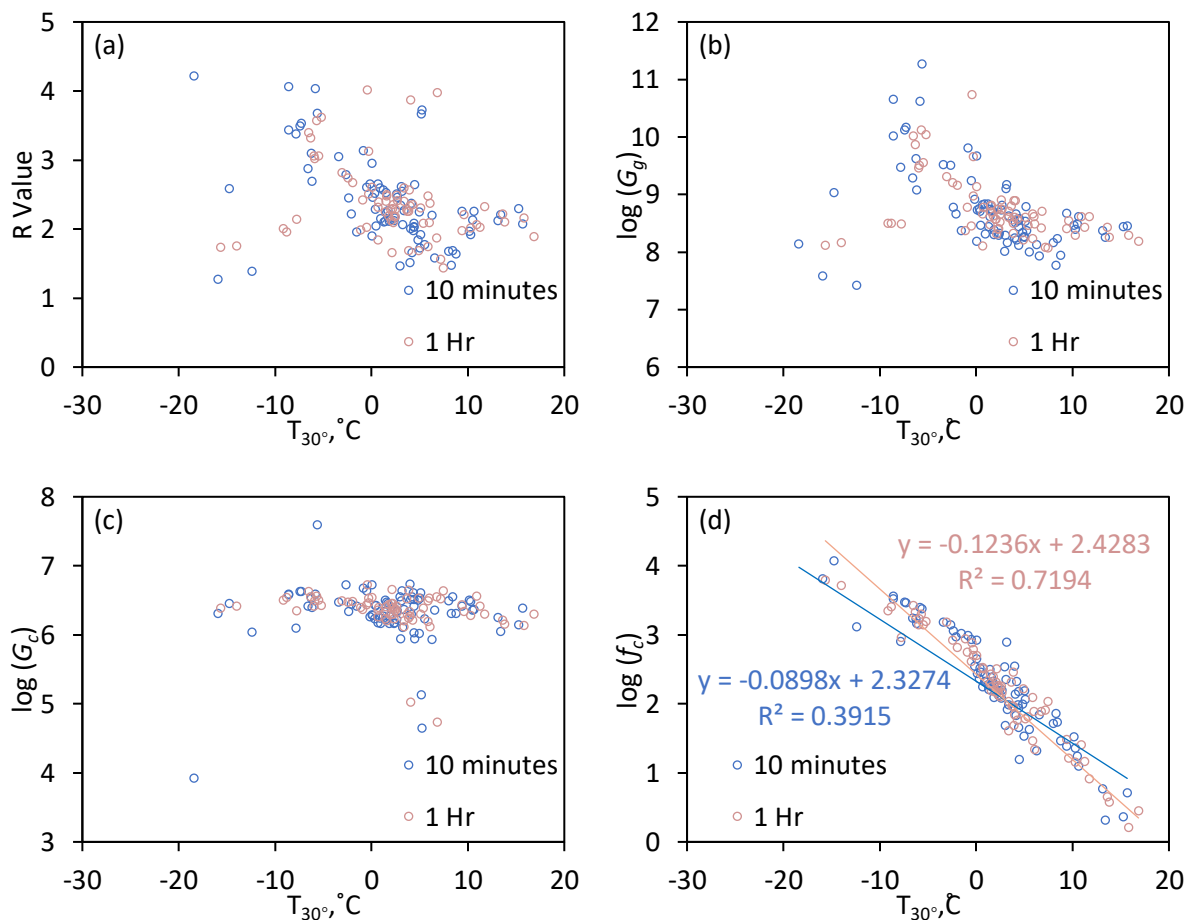 (a)
5
4
3
2
1
0
R Value
-30 -20 -10 0 10 20
T30°,˚C
10 minutes
1 Hr
(b)
12
11
10
9
8
7
6
log (Gg)
-30 -20 -10 0 10 20
T30°,˚C
10 minutes
1 Hr
(c)
8
7
6
5
4
3
log (Gc)
-30 -20 -10 0 10 20
T30°,˚C
10 minutes
1 Hr
(d)
5
4
3
2
1
0
log (fc)
y = -0.1236x + 2.4283
R² = 0.7194
y = -0.0898x + 2.3274
R² = 0.3915
10 minutes
1 Hr
-30 -20 -10 0 10 20
T30°,˚C